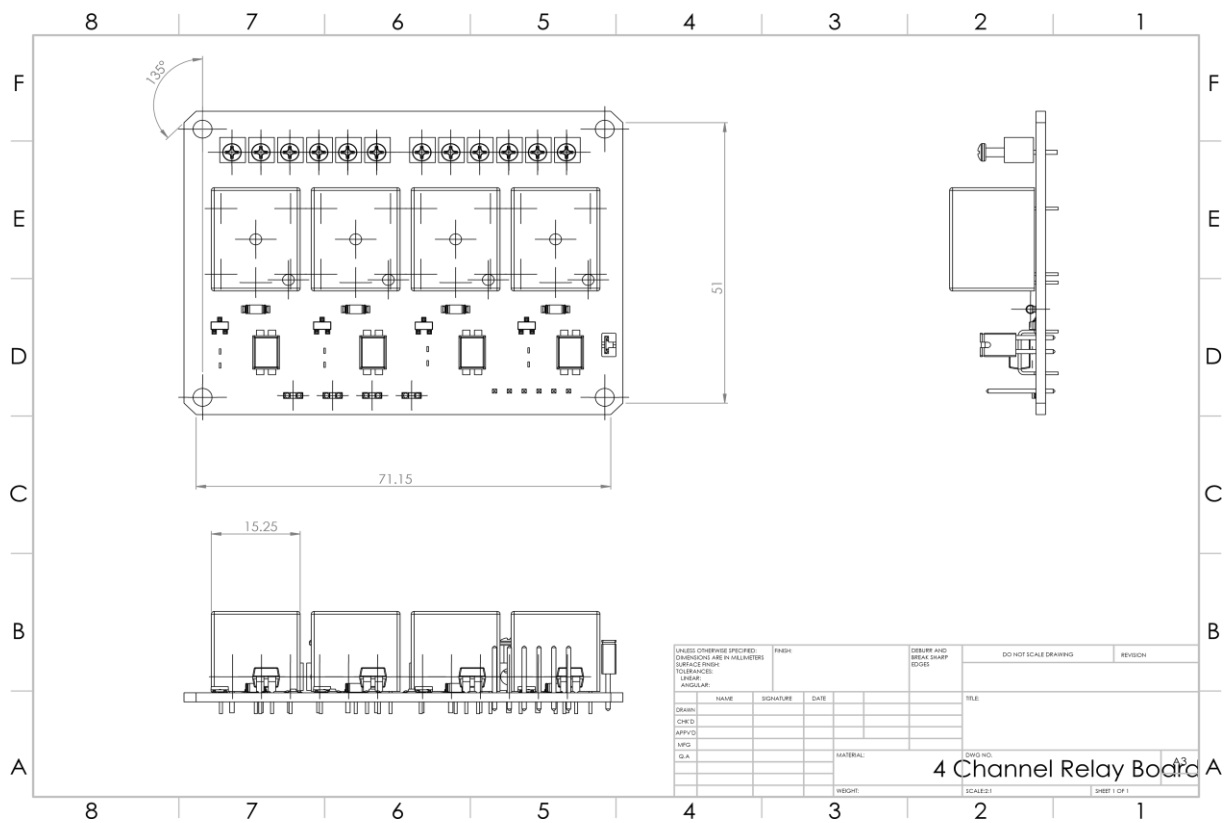 8 7 6 5 4 3 2 1
F F
E E
D D
C C
B B
A A
135°
51
71.15
15.25
UNLESS OTHERWISE SPECIFIED:
DIMENSIONS ARE IN MILLIMETERS
SURFACE FINISH:
TOLERANCES:
LINEAR:
ANGULAR:
FINISH:
DEBURR AND
BREAK SHARP
EDGES
DO NOT SCALE DRAWING
REVISION
NAME SIGNATURE DATE
TITLE:
DRAWN
CHK'D
APPV'D
MFG
Q.A
MATERIAL:
DWG NO.
4 Channel Relay Board
A3
WEIGHT:
SCALE:2:1
SHEET 1 OF 1
8 7 6 5 4 3 2 1